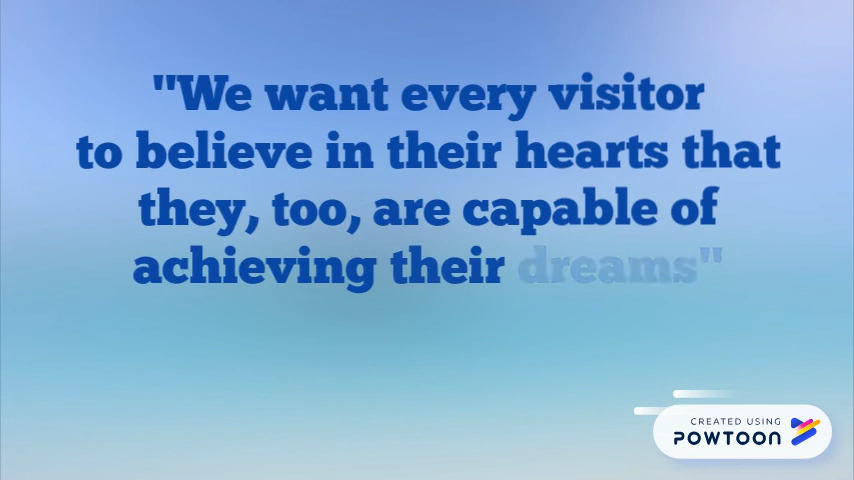 "We want every visitor
to believe in their hearts that
they, too, are capable of
achieving their dreams"
CREATED USING
POWTOON